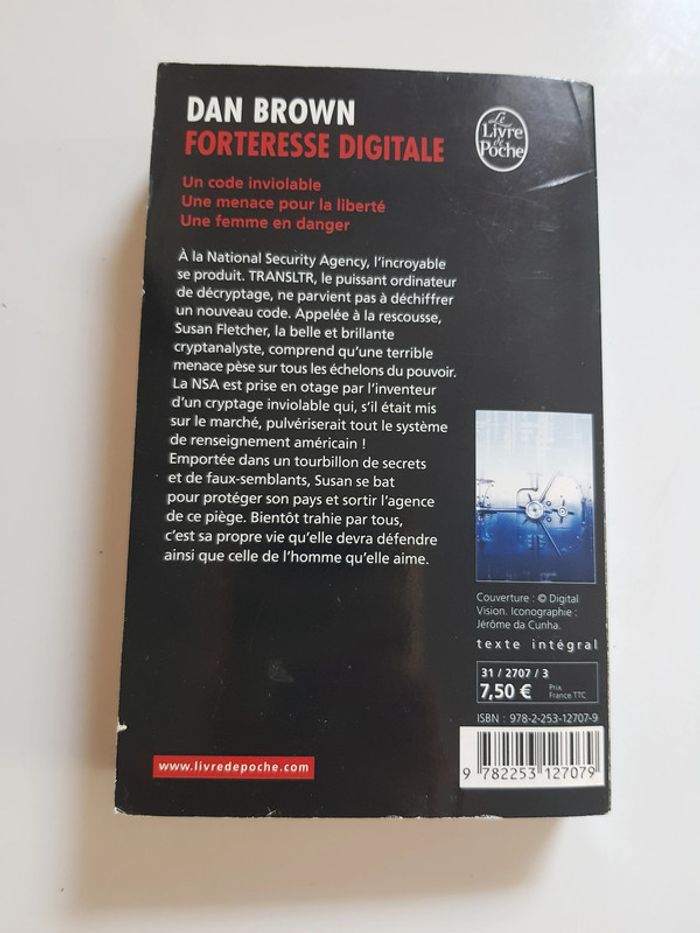 DAN BROWN
FORTERESSE DIGITALE
Le
Livre
de
Poche
Un code inviolable
Une menace pour la liberté
Une femme en danger
À la National Security Agency, l'incroyable
se produit. TRANSLTR, le puissant ordinateur
de décryptage, ne parvient pas à déchiffrer
un nouveau code. Appelée à la rescousse,
Susan Fletcher, la belle et brillante
cryptanalyste, comprend qu'une terrible
menace pèse sur tous les échelons du pouvoir.
La NSA est prise en otage par l'inventeur
d'un cryptage inviolable qui, s'il était mis
sur le marché, pulvériserait tout le système
de renseignement américain !
Emportée dans un tourbillon de secrets
et de faux-semblants, Susan se bat
pour protéger son pays et sortir l'agence
de ce piège. Bientôt trahie par tous,
c'est sa propre vie qu'elle devra défendre
ainsi que celle de l'homme qu'elle aime.
Couverture : © Digital
Vision. Iconographie :
Jérôme da Cunha.
texte intégral
31 / 2707 / 3
7,50 € Prix
France TTC
ISBN : 978-2-253-12707-9
9 782253 127079
www.livredepoche.com